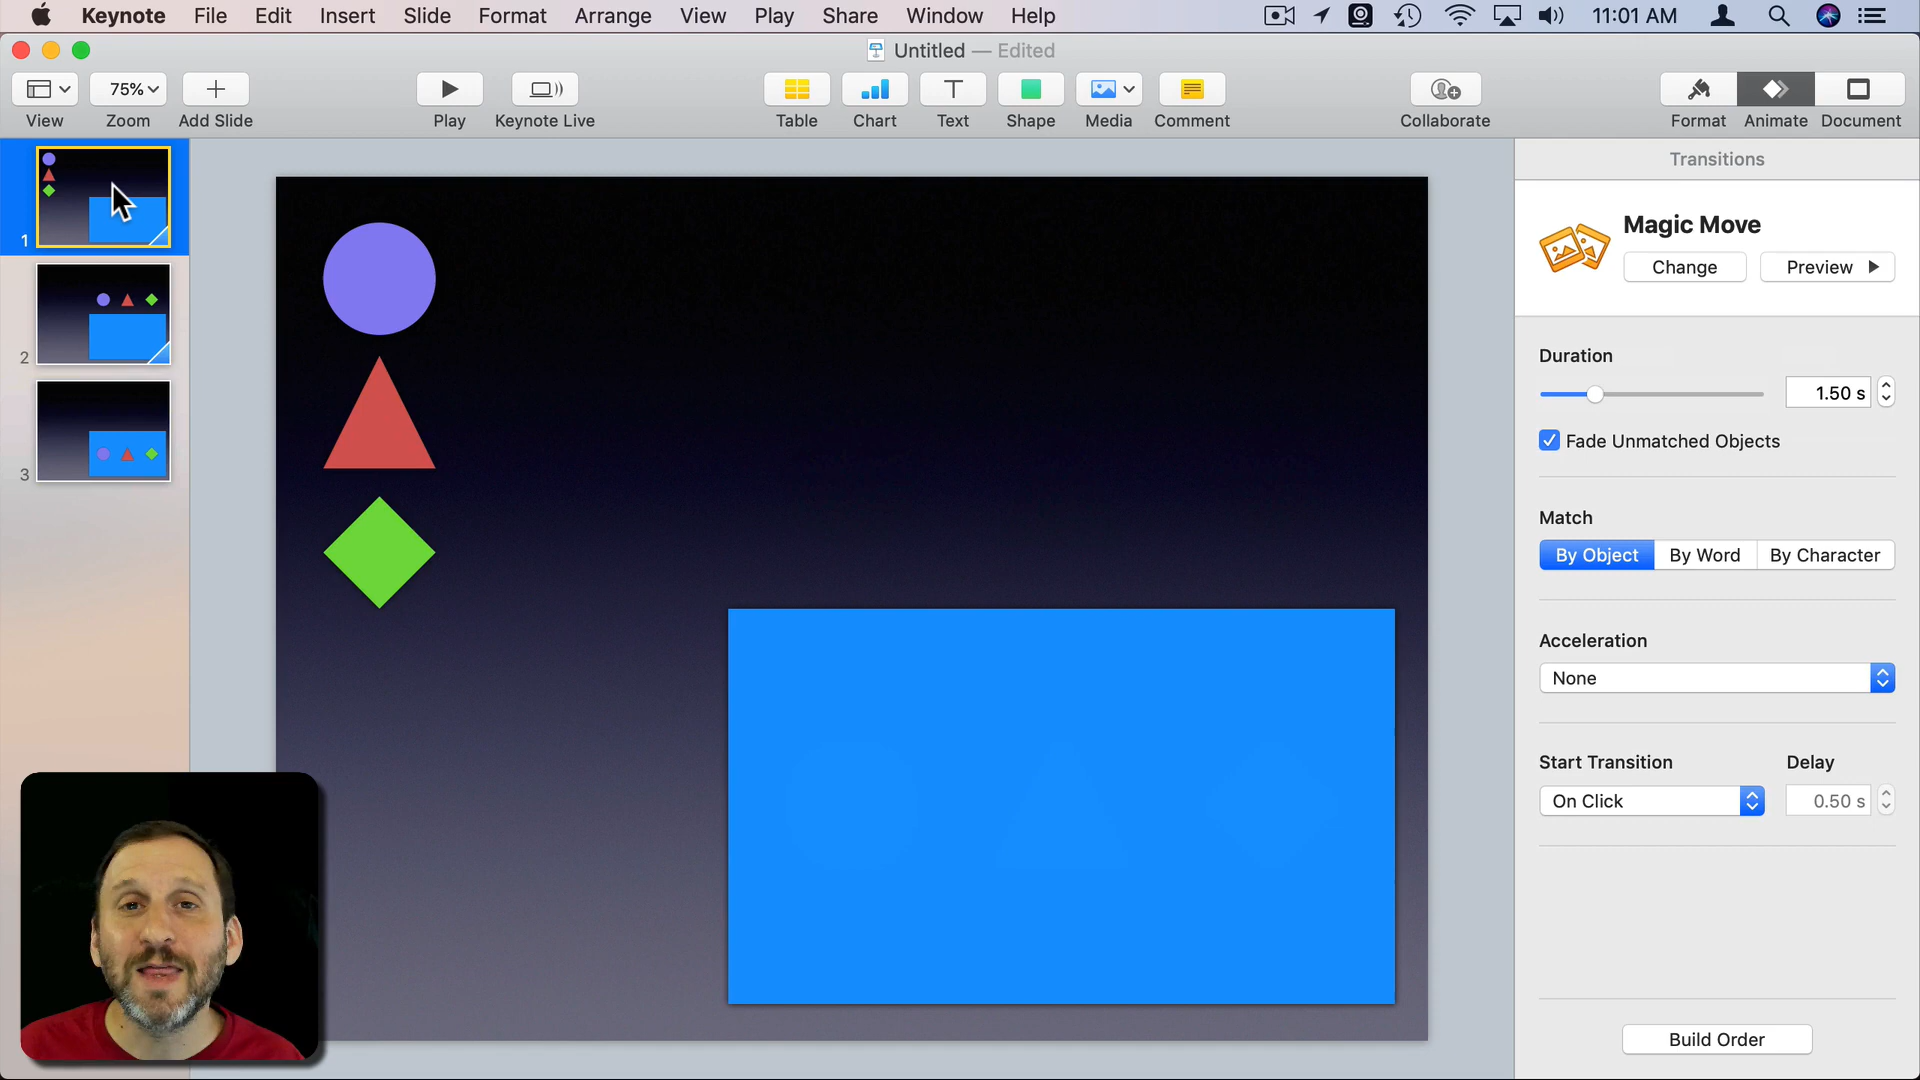 Keynote File Edit Insert Slide Format Arrange View Play Share Window Help 11:01 AM
Untitled — Edited
75%
View Zoom Add Slide Play Keynote Live Table Chart Text Shape Media Comment Collaborate Format Animate Document
Transitions
Magic Move
Change Preview
Duration
1.50 s
Fade Unmatched Objects
Match
By Object By Word By Character
Acceleration
None
Start Transition Delay
On Click 0.50 s
Build Order
1
2
3